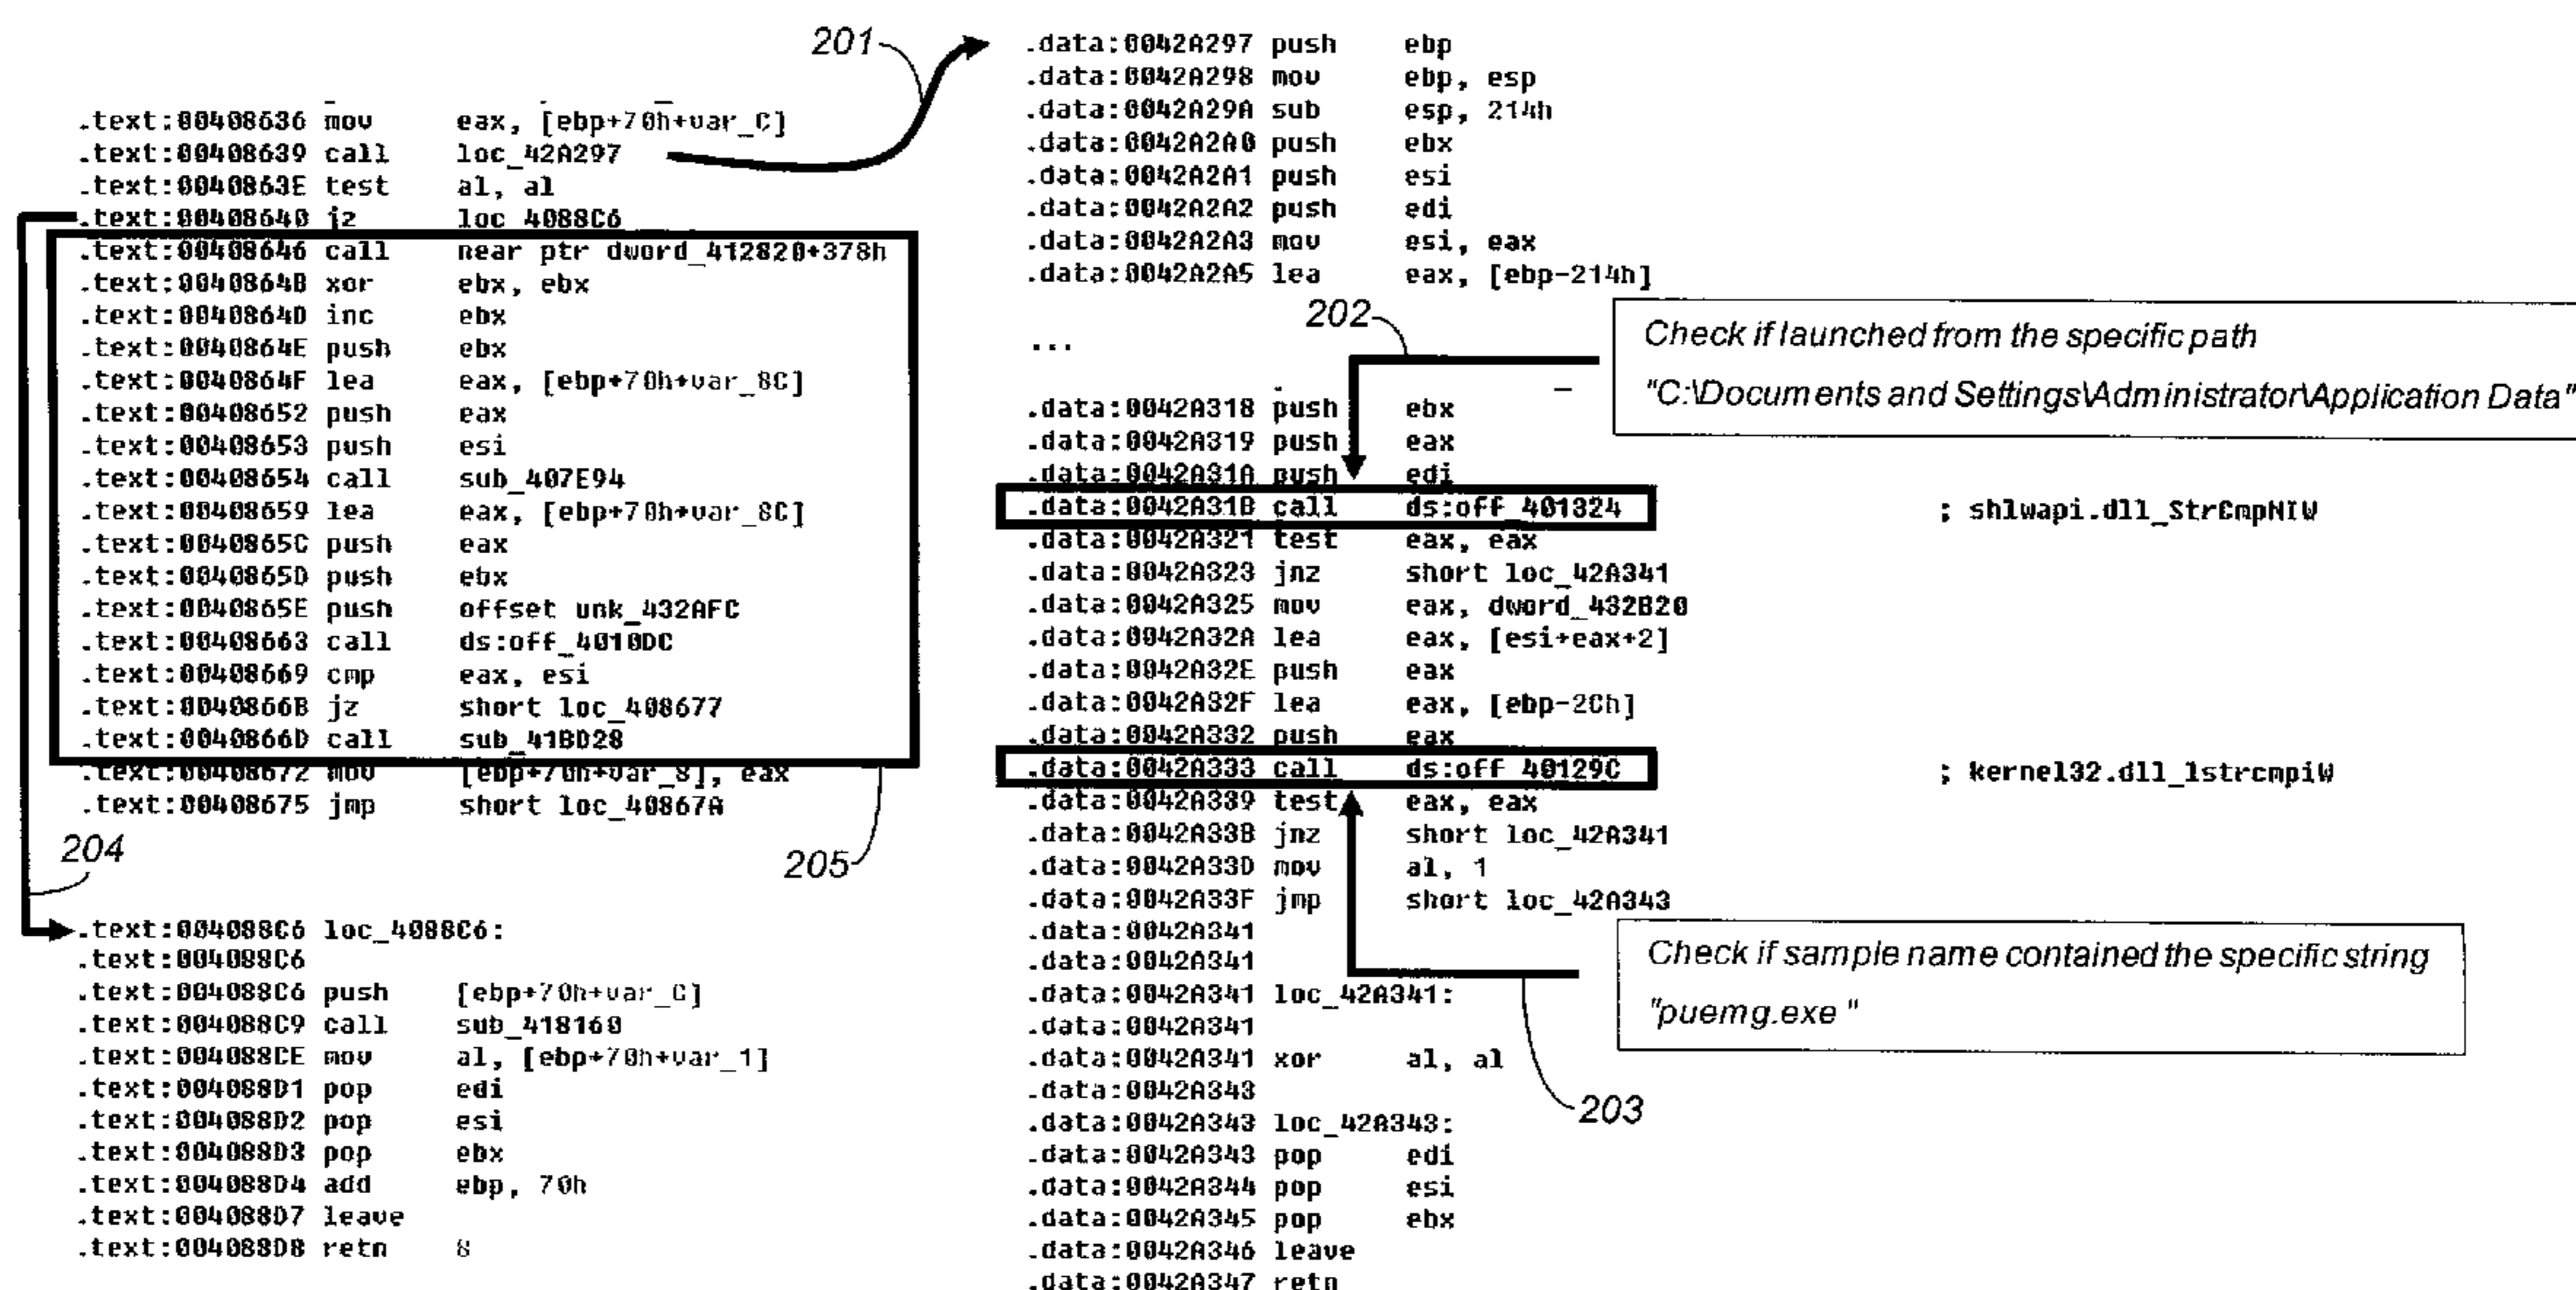 201
.text:00408636 mov eax, [ebp+70h+var_C]
.text:00408639 call loc_42A297
.text:0040863E test al, al
.text:00408640 jz loc_4088C6
.text:00408646 call near ptr dword_412820+378h
.text:0040864B xor ebx, ebx
.text:0040864D inc ebx
.text:0040864E push ebx
.text:0040864F lea eax, [ebp+70h+var_8C]
.text:00408652 push eax
.text:00408653 push esi
.text:00408654 call sub_407E94
.text:00408659 lea eax, [ebp+70h+var_8C]
.text:0040865C push eax
.text:0040865D push ebx
.text:0040865E push offset unk_432AFC
.text:00408663 call ds:off_4010DC
.text:00408669 cmp eax, esi
.text:0040866B jz short loc_408677
.text:0040866D call sub_41BD28
.text:00408672 mov [ebp+70h+var_8], eax
.text:00408675 jmp short loc_40867A
204
205
.text:004088C6 loc_4088C6:
.text:004088C6
.text:004088C6 push [ebp+70h+var_C]
.text:004088C9 call sub_418160
.text:004088CE mov al, [ebp+70h+var_1]
.text:004088D1 pop edi
.text:004088D2 pop esi
.text:004088D3 pop ebx
.text:004088D4 add ebp, 70h
.text:004088D7 leave
.text:004088D8 retn 8
.data:0042A297 push ebp
.data:0042A298 mov ebp, esp
.data:0042A29A sub esp, 214h
.data:0042A2A0 push ebx
.data:0042A2A1 push esi
.data:0042A2A2 push edi
.data:0042A2A3 mov esi, eax
.data:0042A2A5 lea eax, [ebp-214h]
202
Check if launched from the specific path
"C:\Documents and Settings\Administrator\Application Data"
...
.data:0042A318 push ebx
.data:0042A319 push eax
.data:0042A31A push edi
.data:0042A31B call ds:off_401324 ; shlwapi.dll_StrCmpNIW
.data:0042A321 test eax, eax
.data:0042A323 jnz short loc_42A341
.data:0042A325 mov eax, dword_432B20
.data:0042A32A lea eax, [esi+eax+2]
.data:0042A32E push eax
.data:0042A32F lea eax, [ebp-2Ch]
.data:0042A332 push eax
.data:0042A333 call ds:off_40129C ; kernel32.dll_lstrcmpiW
.data:0042A339 test eax, eax
.data:0042A33B jnz short loc_42A341
.data:0042A33D mov al, 1
.data:0042A33F jmp short loc_42A343
.data:0042A341
.data:0042A341
.data:0042A341 loc_42A341:
.data:0042A341
.data:0042A341 xor al, al
.data:0042A343
.data:0042A343 loc_42A343:
.data:0042A343 pop edi
.data:0042A344 pop esi
.data:0042A345 pop ebx
.data:0042A346 leave
.data:0042A347 retn
Check if sample name contained the specific string
"puemg.exe "
203